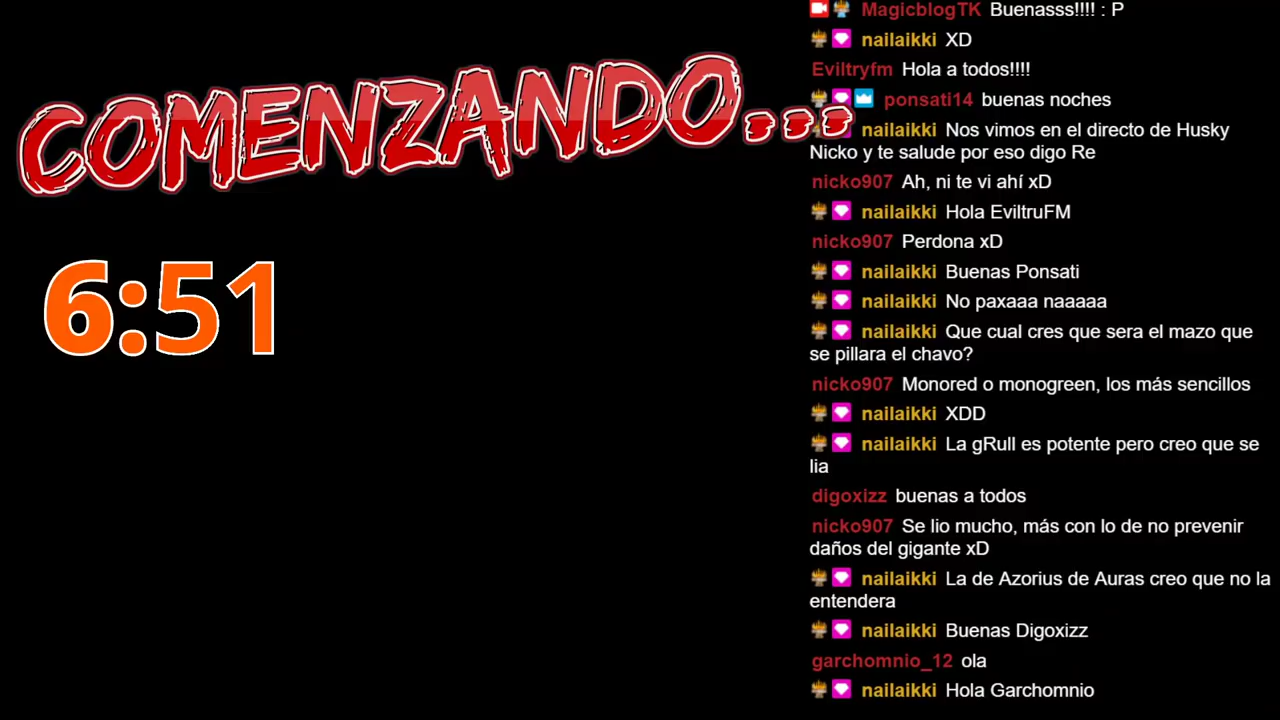 COMENZANDO...
6:51
MagicblogTK Buenasss!!!! : P
nailaikki XD
Eviltryfm Hola a todos!!!!
ponsati14 buenas noches
nailaikki Nos vimos en el directo de Husky
Nicko y te salude por eso digo Re
nicko907 Ah, ni te vi ahí xD
nailaikki Hola EviltruFM
nicko907 Perdona xD
nailaikki Buenas Ponsati
nailaikki No paxaaa naaaaa
nailaikki Que cual cres que sera el mazo que
se pillara el chavo?
nicko907 Monored o monogreen, los más sencillos
nailaikki XDD
nailaikki La gRull es potente pero creo que se
lia
digoxizz buenas a todos
nicko907 Se lio mucho, más con lo de no prevenir
daños del gigante xD
nailaikki La de Azorius de Auras creo que no la
entendera
nailaikki Buenas Digoxizz
garchomnio_12 ola
nailaikki Hola Garchomnio